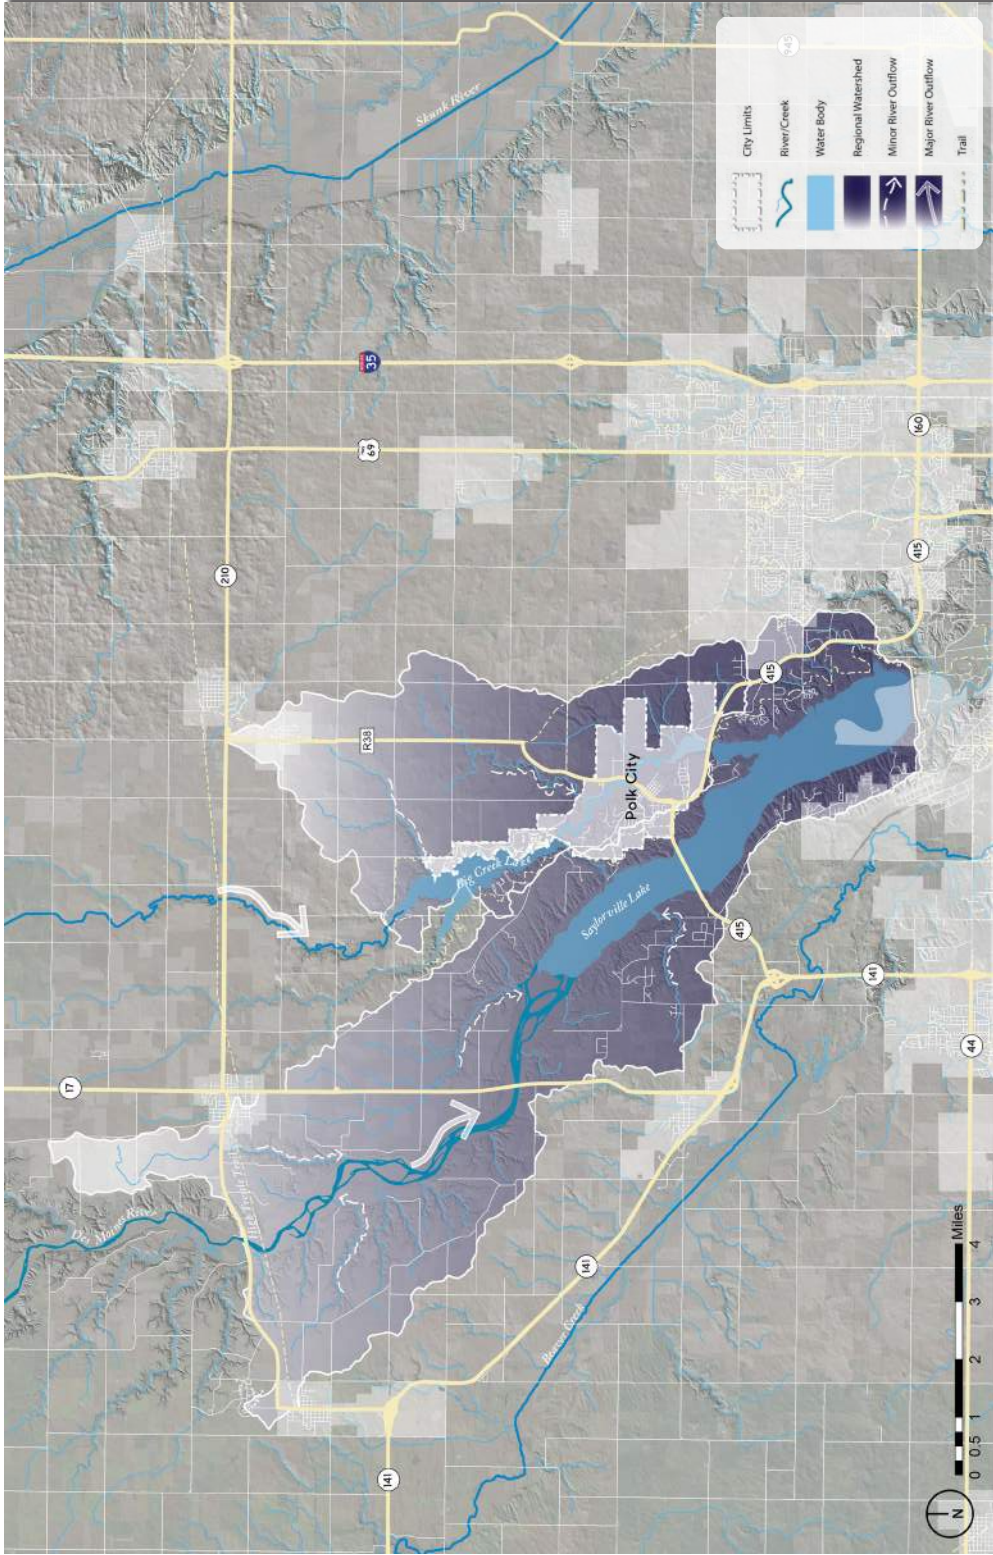 Skunk River
945
City Limits
River/Creek
Water Body
Regional Watershed
Minor River Outflow
Major River Outflow
Trail
35
69
210
160
415
R38
415
Polk City
Big Creek Lake
Saylorville Lake
415
141
17
44
Des Moines River
141
Beaver Creek
141
0 0.5 1 2 3 4
Miles
N